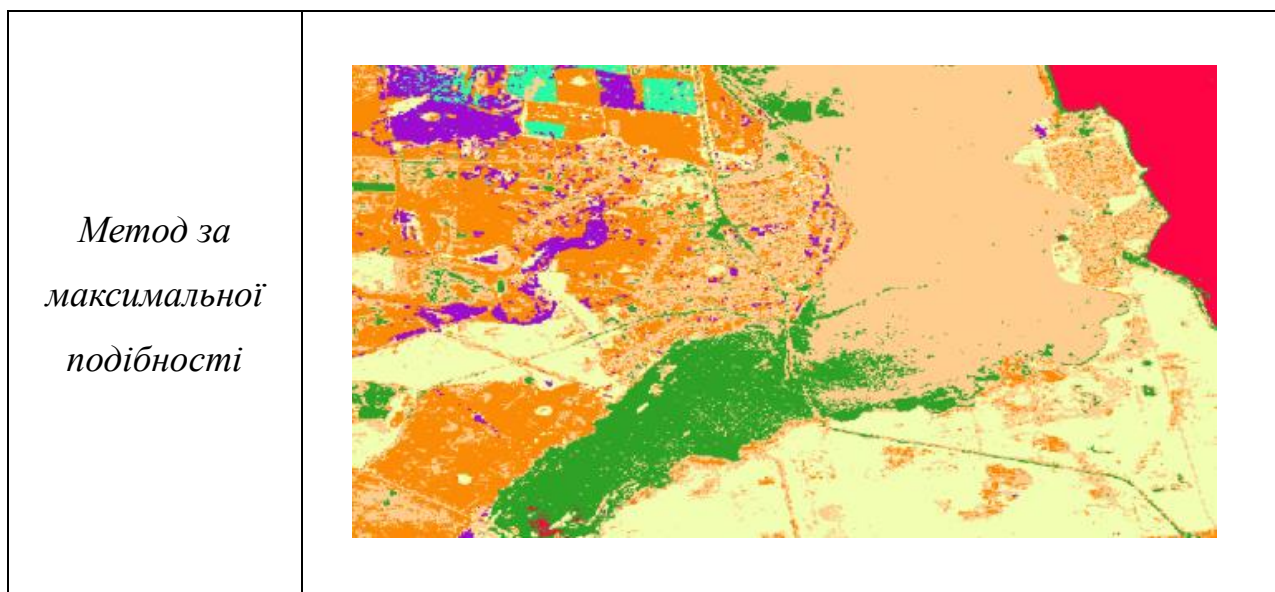 Метод за
максимальної
подібності